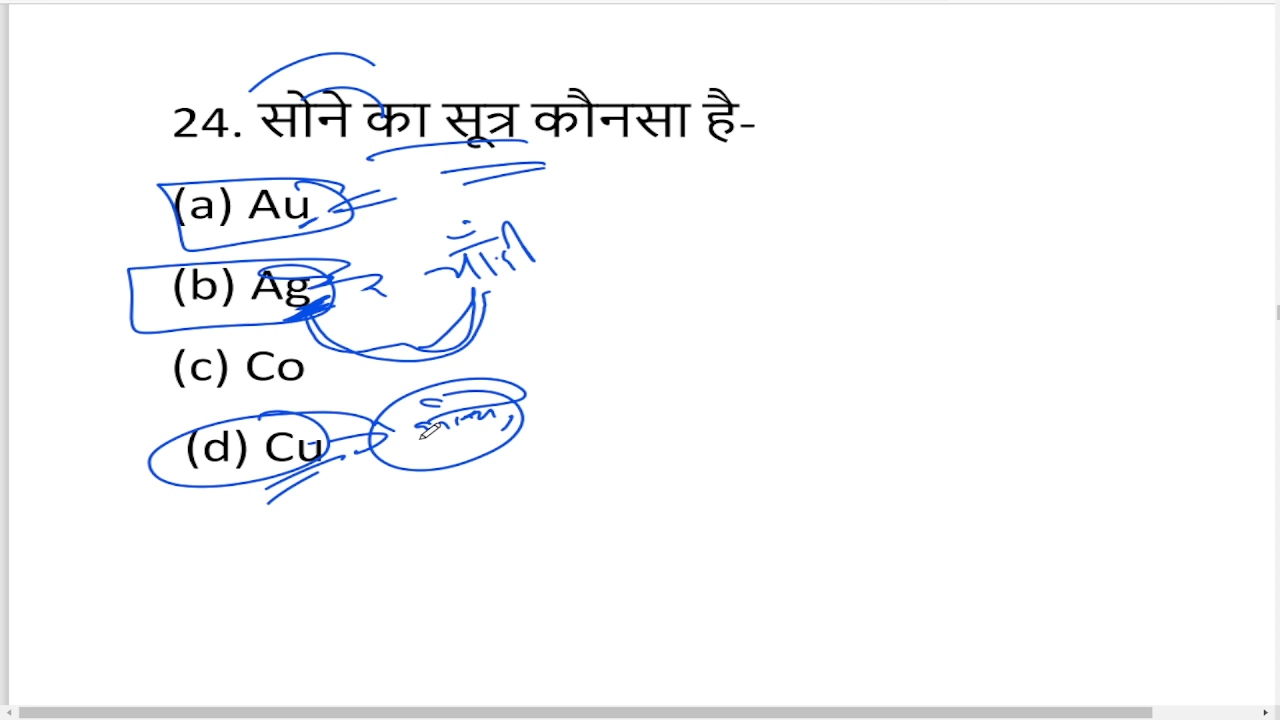 24. सोने का सूत्र कौनसा है-
(a) Au
(b) Ag
चाँदी
(c) Co
(d) Cu